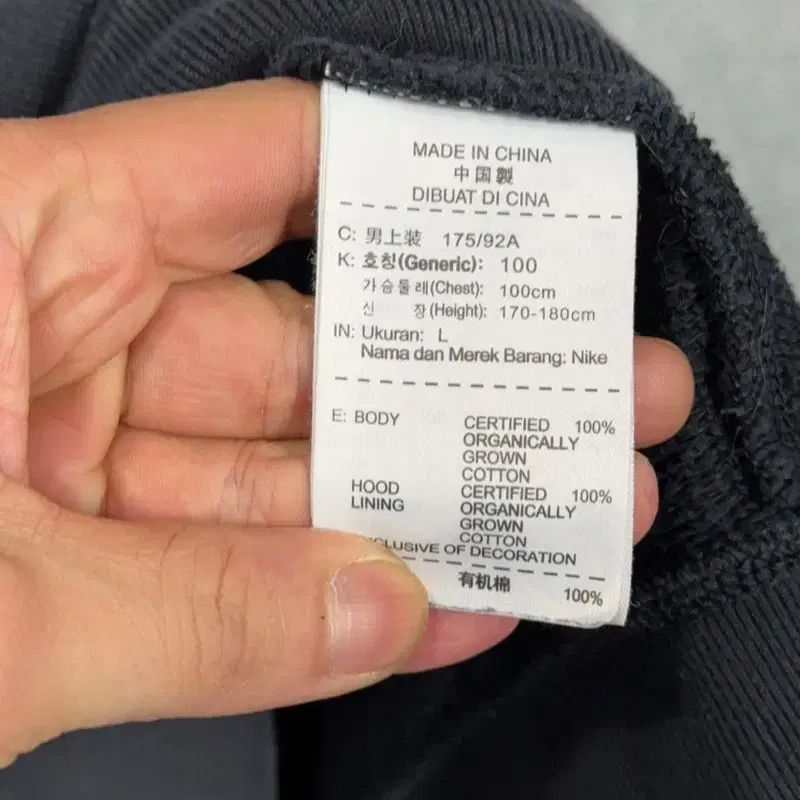 MADE IN CHINA
中国製
DIBUAT DI CINA
C: 男上装 175/92A
K: 호칭(Generic): 100
가슴둘레(Chest): 100cm
신 장(Height): 170-180cm
IN: Ukuran: L
Nama dan Merek Barang: Nike
E: BODY CERTIFIED 100%
ORGANICALLY
GROWN
COTTON
HOOD CERTIFIED 100%
LINING ORGANICALLY
GROWN
COTTON
OF DECORATION
有机棉 100%